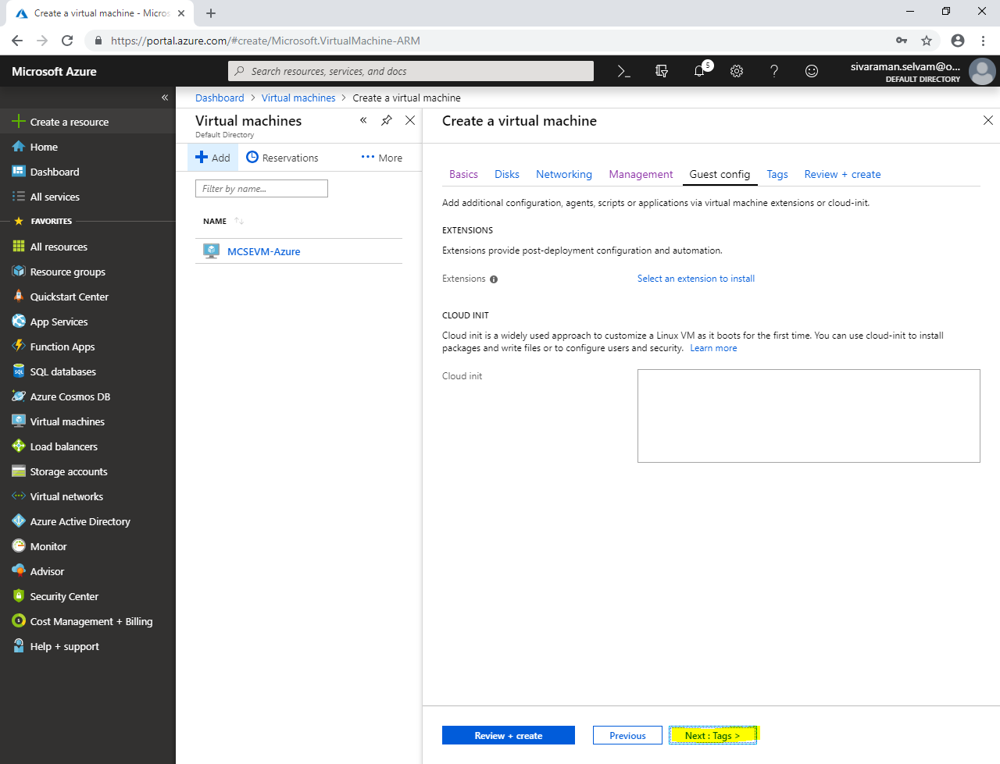 Create a virtual machine - Micros
https://portal.azure.com/#create/Microsoft.VirtualMachine-ARM
Microsoft Azure
Search resources, services, and docs
5
sivaraman.selvam@o...
DEFAULT DIRECTORY
Create a resource
Home
Dashboard
All services
FAVORITES
All resources
Resource groups
Quickstart Center
App Services
Function Apps
SQL databases
Azure Cosmos DB
Virtual machines
Load balancers
Storage accounts
Virtual networks
Azure Active Directory
Monitor
Advisor
Security Center
Cost Management + Billing
Help + support
Dashboard > Virtual machines > Create a virtual machine
Virtual machines
Default Directory
Add Reservations ··· More
Filter by name...
NAME
MCSEVM-Azure
Create a virtual machine
Basics Disks Networking Management Guest config Tags Review + create
Add additional configuration, agents, scripts or applications via virtual machine extensions or cloud-init.
EXTENSIONS
Extensions provide post-deployment configuration and automation.
Extensions Select an extension to install
CLOUD INIT
Cloud init is a widely used approach to customize a Linux VM as it boots for the first time. You can use cloud-init to install
packages and write files or to configure users and security. Learn more
Cloud init
Review + create Previous Next : Tags >